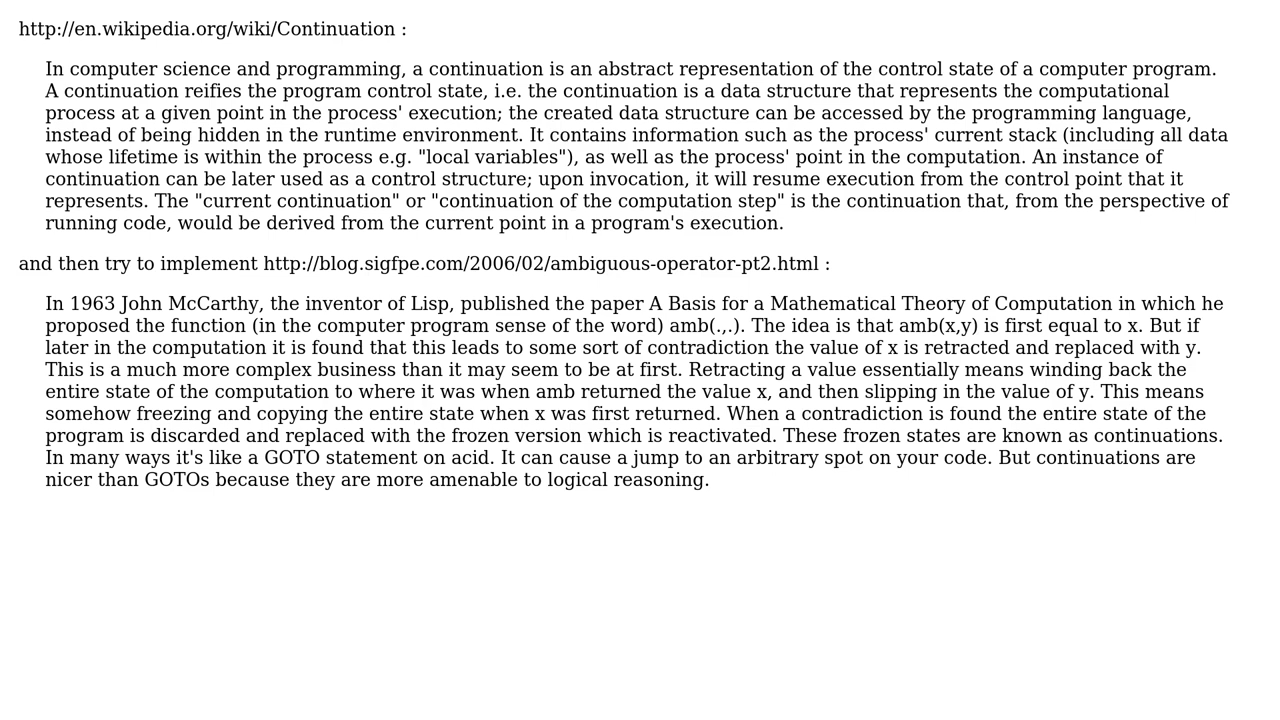 http://en.wikipedia.org/wiki/Continuation :
In computer science and programming, a continuation is an abstract representation of the control state of a computer program.
A continuation reifies the program control state, i.e. the continuation is a data structure that represents the computational
process at a given point in the process' execution; the created data structure can be accessed by the programming language,
instead of being hidden in the runtime environment. It contains information such as the process' current stack (including all data
whose lifetime is within the process e.g. "local variables"), as well as the process' point in the computation. An instance of
continuation can be later used as a control structure; upon invocation, it will resume execution from the control point that it
represents. The "current continuation" or "continuation of the computation step" is the continuation that, from the perspective of
running code, would be derived from the current point in a program's execution.
and then try to implement http://blog.sigfpe.com/2006/02/ambiguous-operator-pt2.html :
In 1963 John McCarthy, the inventor of Lisp, published the paper A Basis for a Mathematical Theory of Computation in which he
proposed the function (in the computer program sense of the word) amb(.,.). The idea is that amb(x,y) is first equal to x. But if
later in the computation it is found that this leads to some sort of contradiction the value of x is retracted and replaced with y.
This is a much more complex business than it may seem to be at first. Retracting a value essentially means winding back the
entire state of the computation to where it was when amb returned the value x, and then slipping in the value of y. This means
somehow freezing and copying the entire state when x was first returned. When a contradiction is found the entire state of the
program is discarded and replaced with the frozen version which is reactivated. These frozen states are known as continuations.
In many ways it's like a GOTO statement on acid. It can cause a jump to an arbitrary spot on your code. But continuations are
nicer than GOTOs because they are more amenable to logical reasoning.